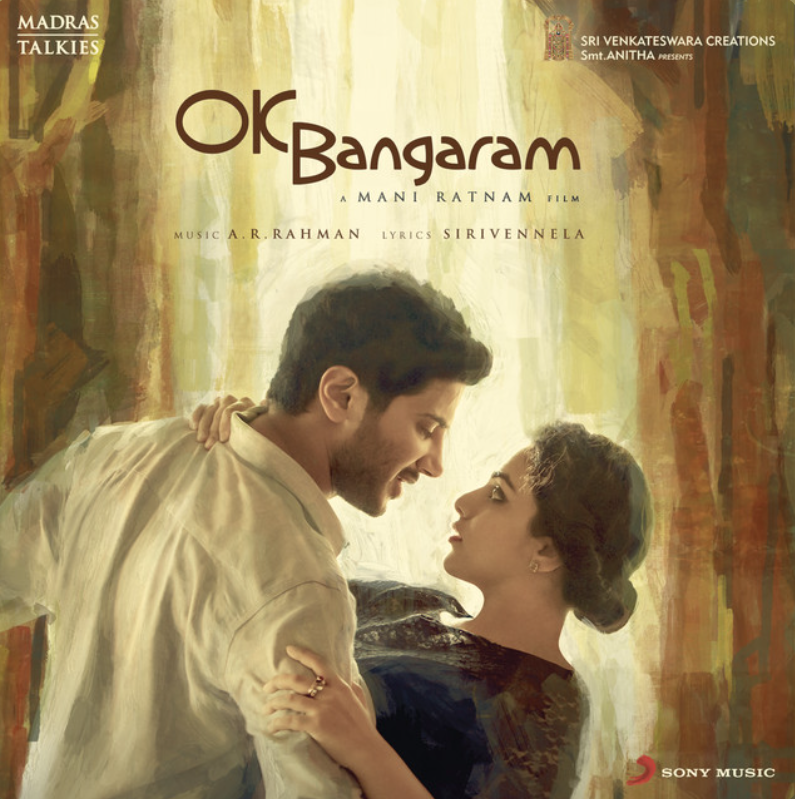 MADRAS
TALKIES
SRI VENKATESWARA CREATIONS
Smt.ANITHA PRESENTS
OK Bangaram
A MANI RATNAM FILM
MUSIC A.R.RAHMAN LYRICS SIRIVENNELA
SONY MUSIC